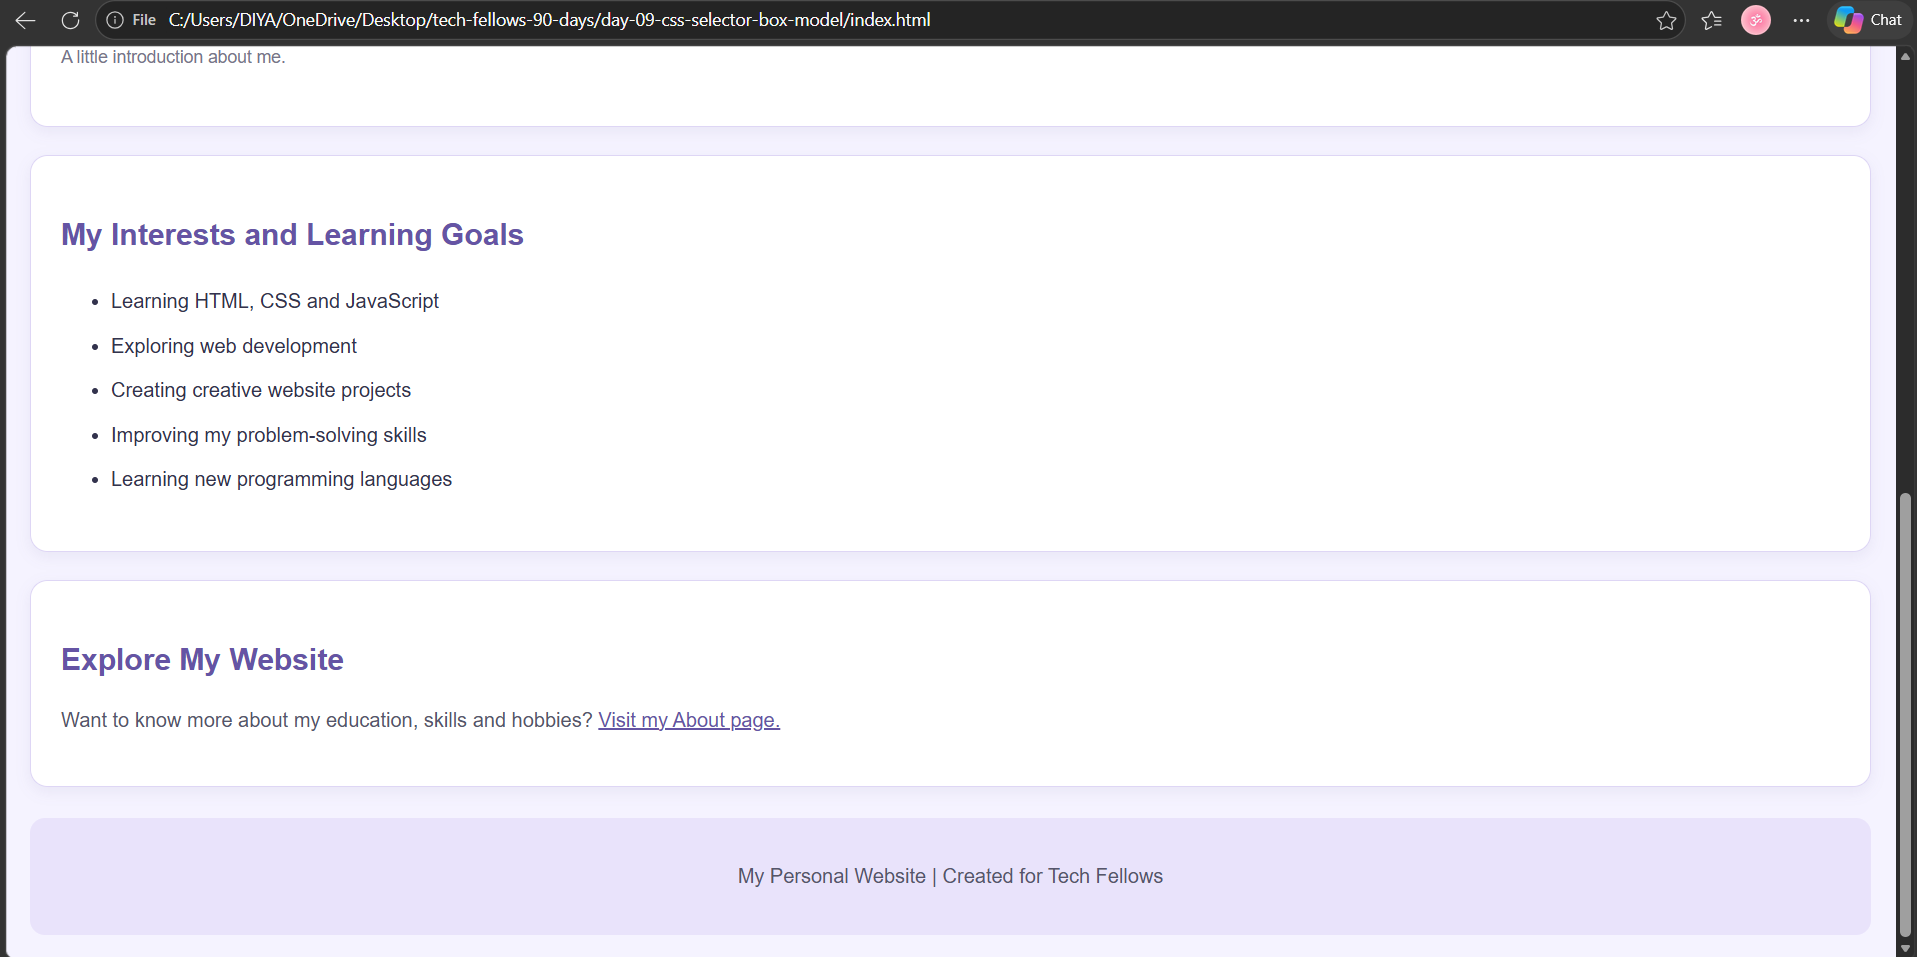 File C:/Users/DIYA/OneDrive/Desktop/tech-fellows-90-days/day-09-css-selector-box-model/index.html
ॐ
Chat
A little introduction about me.
My Interests and Learning Goals
• Learning HTML, CSS and JavaScript
• Exploring web development
• Creating creative website projects
• Improving my problem-solving skills
• Learning new programming languages
Explore My Website
Want to know more about my education, skills and hobbies? Visit my About page.
My Personal Website | Created for Tech Fellows